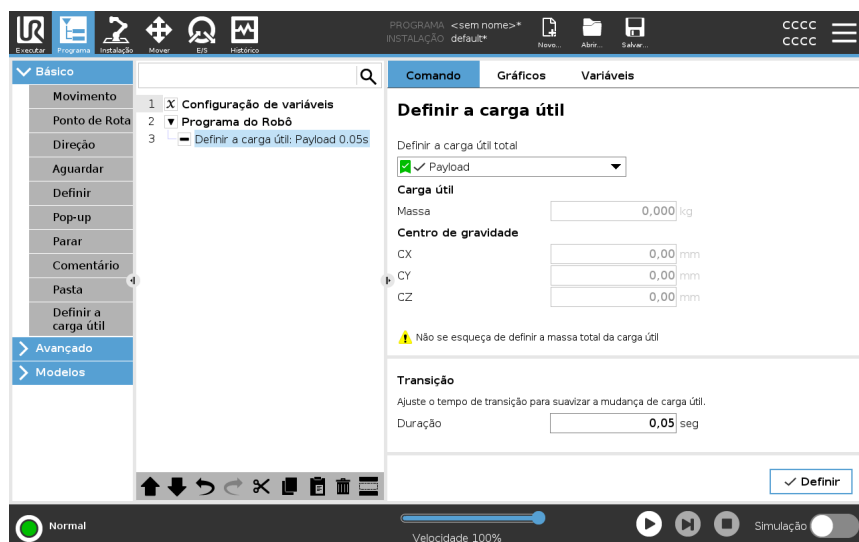 UR
Executar
Programa
Instalação
Mover
E/S
Histórico
PROGRAMA <sem nome>*
INSTALAÇÃO default*
Novo...
Abrir...
Salvar...
CCCC
CCCC
Básico
Movimento
Ponto de Rota
Direção
Aguardar
Definir
Pop-up
Parar
Comentário
Pasta
Definir a
carga útil
Avançado
Modelos
1 X Configuração de variáveis
2 Programa do Robô
3 Definir a carga útil: Payload 0.05s
Comando Gráficos Variáveis
Definir a carga útil
Definir a carga útil total
Payload
Carga útil
Massa 0,000 kg
Centro de gravidade
CX 0,00 mm
CY 0,00 mm
CZ 0,00 mm
Não se esqueça de definir a massa total da carga útil
Transição
Ajuste o tempo de transição para suavizar a mudança de carga útil.
Duração 0,05 seg
Definir
Normal
Velocidade 100%
Simulação